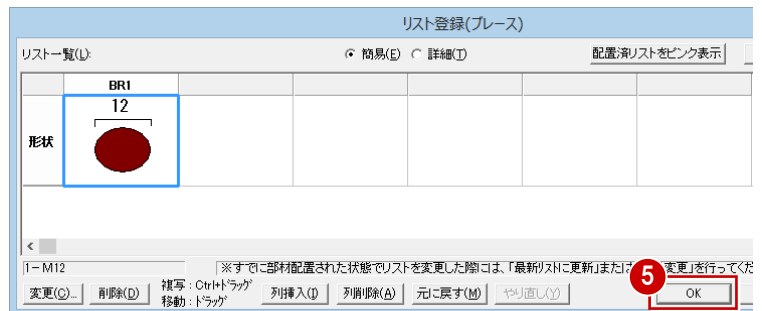 リスト登録(ブレース)
リスト一覧(L): 簡易(E) 詳細(T) 配置済リストをピンク表示
BR1
12
形状
1-M12 ※すでに部材配置された状態でリストを変更した際には、「最新リストに更新」または 変更」を行ってくだ
5
変更(C)... 削除(D) 複写:Ctrl+ドラッグ 列挿入(I) 列削除(A) 元に戻す(M) やり直し(Y) OK
移動:ドラッグ